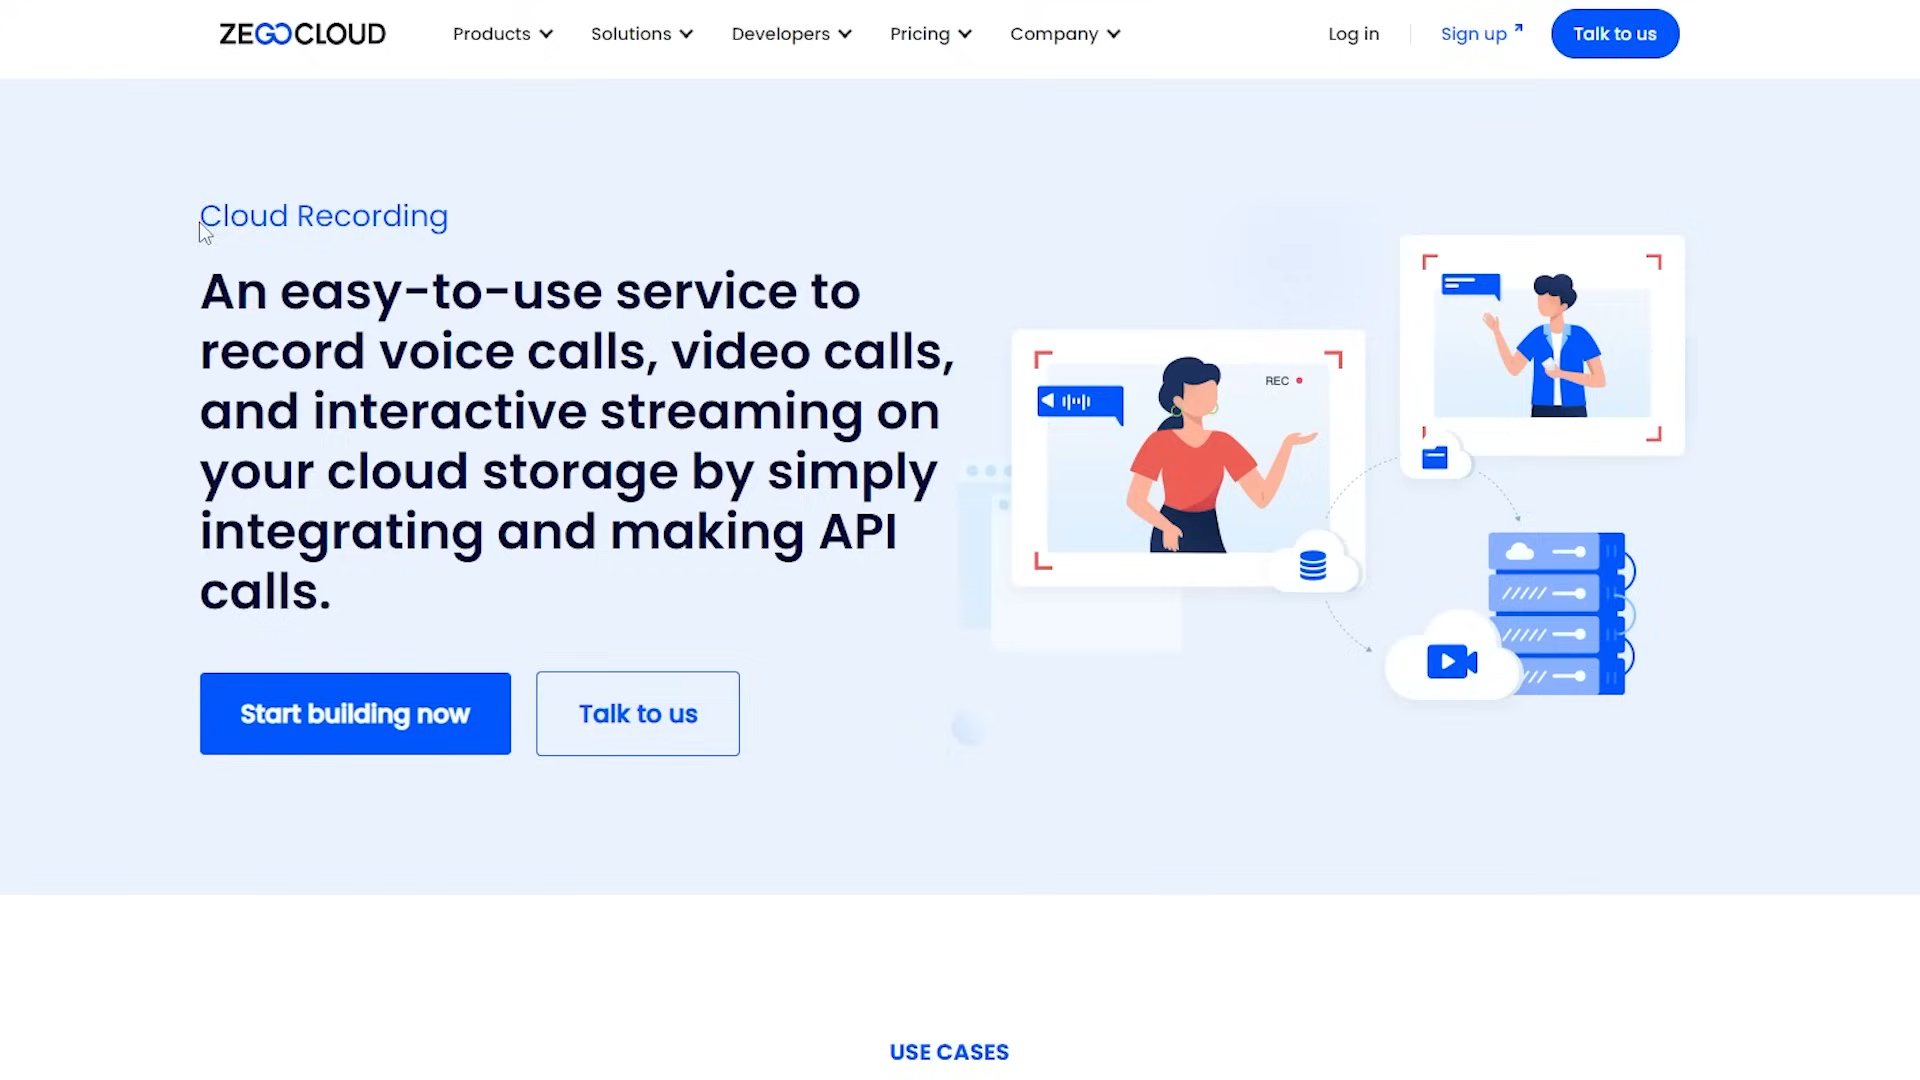 ZEGOCLOUD
Products
Solutions
Developers
Pricing
Company
Log in
Sign up
Talk to us
Cloud Recording
An easy-to-use service to
record voice calls, video calls,
and interactive streaming on
your cloud storage by simply
integrating and making API
calls.
REC
Start building now
Talk to us
USE CASES